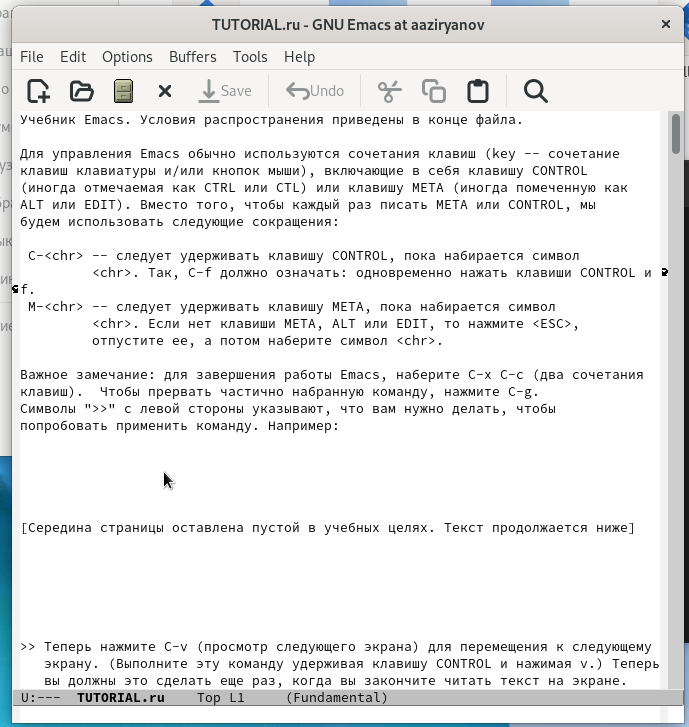 TUTORIAL.ru - GNU Emacs at aaziryanov
File Edit Options Buffers Tools Help
Save Undo
Учебник Emacs. Условия распространения приведены в конце файла.
Для управления Emacs обычно используются сочетания клавиш (key -- сочетание
клавиш клавиатуры и/или кнопок мыши), включающие в себя клавишу CONTROL
(иногда отмечаемая как CTRL или CTL) или клавишу META (иногда помеченную как
ALT или EDIT). Вместо того, чтобы каждый раз писать META или CONTROL, мы
будем использовать следующие сокращения:
C-<chr> -- следует удерживать клавишу CONTROL, пока набирается символ
<chr>. Так, C-f должно означать: одновременно нажать клавиши CONTROL и
f.
M-<chr> -- следует удерживать клавишу META, пока набирается символ
<chr>. Если нет клавиши META, ALT или EDIT, то нажмите <ESC>,
отпустите ее, а потом наберите символ <chr>.
Важное замечание: для завершения работы Emacs, наберите C-x C-c (два сочетания
клавиш).  Чтобы прервать частично набранную команду, нажмите C-g.
Символы ">>" с левой стороны указывают, что вам нужно делать, чтобы
попробовать применить команду. Например:
[Середина страницы оставлена пустой в учебных целях. Текст продолжается ниже]
>> Теперь нажмите C-v (просмотр следующего экрана) для перемещения к следующему
экрану. (Выполните эту команду удерживая клавишу CONTROL и нажимая v.) Теперь
вы должны это сделать еще раз, когда вы закончите читать текст на экране.
U:--- TUTORIAL.ru Top L1 (Fundamental)